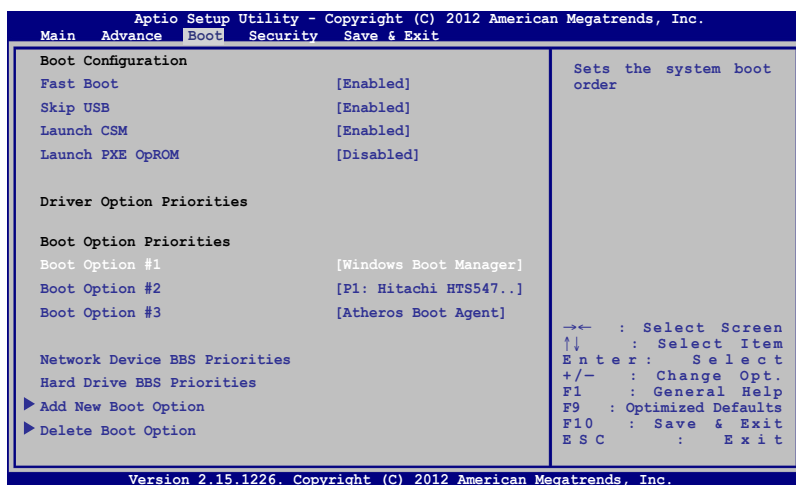 Aptio Setup Utility - Copyright (C) 2012 American Megatrends, Inc.
Main Advance Boot Security Save & Exit
Boot Configuration
Fast Boot [Enabled]
Skip USB [Enabled]
Launch CSM [Enabled]
Launch PXE OpROM [Disabled]
Driver Option Priorities
Boot Option Priorities
Boot Option #1 [Windows Boot Manager]
Boot Option #2 [P1: Hitachi HTS547..]
Boot Option #3 [Atheros Boot Agent]
Network Device BBS Priorities
Hard Drive BBS Priorities
Add New Boot Option
Delete Boot Option
Sets the system boot
order
→← : Select Screen
↑↓ : Select Item
Enter: Select
+/— : Change Opt.
F1 : General Help
F9 : Optimized Defaults
F10 : Save & Exit
ESC : Exit
Version 2.15.1226. Copyright (C) 2012 American Megatrends, Inc.